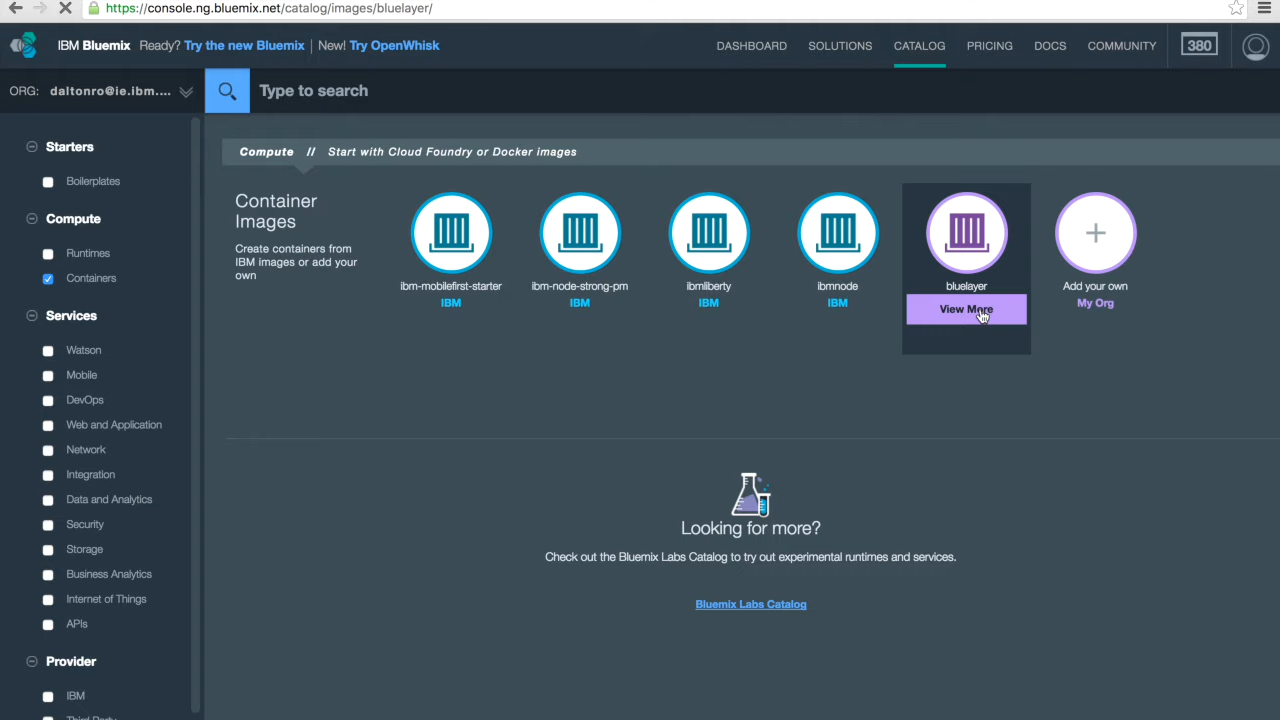 https://console.ng.bluemix.net/catalog/images/bluelayer/
IBM Bluemix Ready? Try the new Bluemix | New! Try OpenWhisk
DASHBOARD SOLUTIONS CATALOG PRICING DOCS COMMUNITY 380
ORG: daltonro@ie.ibm....
Type to search
Starters
Boilerplates
Compute
Runtimes
Containers
Services
Watson
Mobile
DevOps
Web and Application
Network
Integration
Data and Analytics
Security
Storage
Business Analytics
Internet of Things
APIs
Provider
IBM
Third Party
Compute // Start with Cloud Foundry or Docker images
Container
Images
Create containers from
IBM images or add your
own
ibm-mobilefirst-starter
IBM
ibm-node-strong-pm
IBM
ibmliberty
IBM
ibmnode
IBM
bluelayer
View More
Add your own
My Org
Looking for more?
Check out the Bluemix Labs Catalog to try out experimental runtimes and services.
Bluemix Labs Catalog